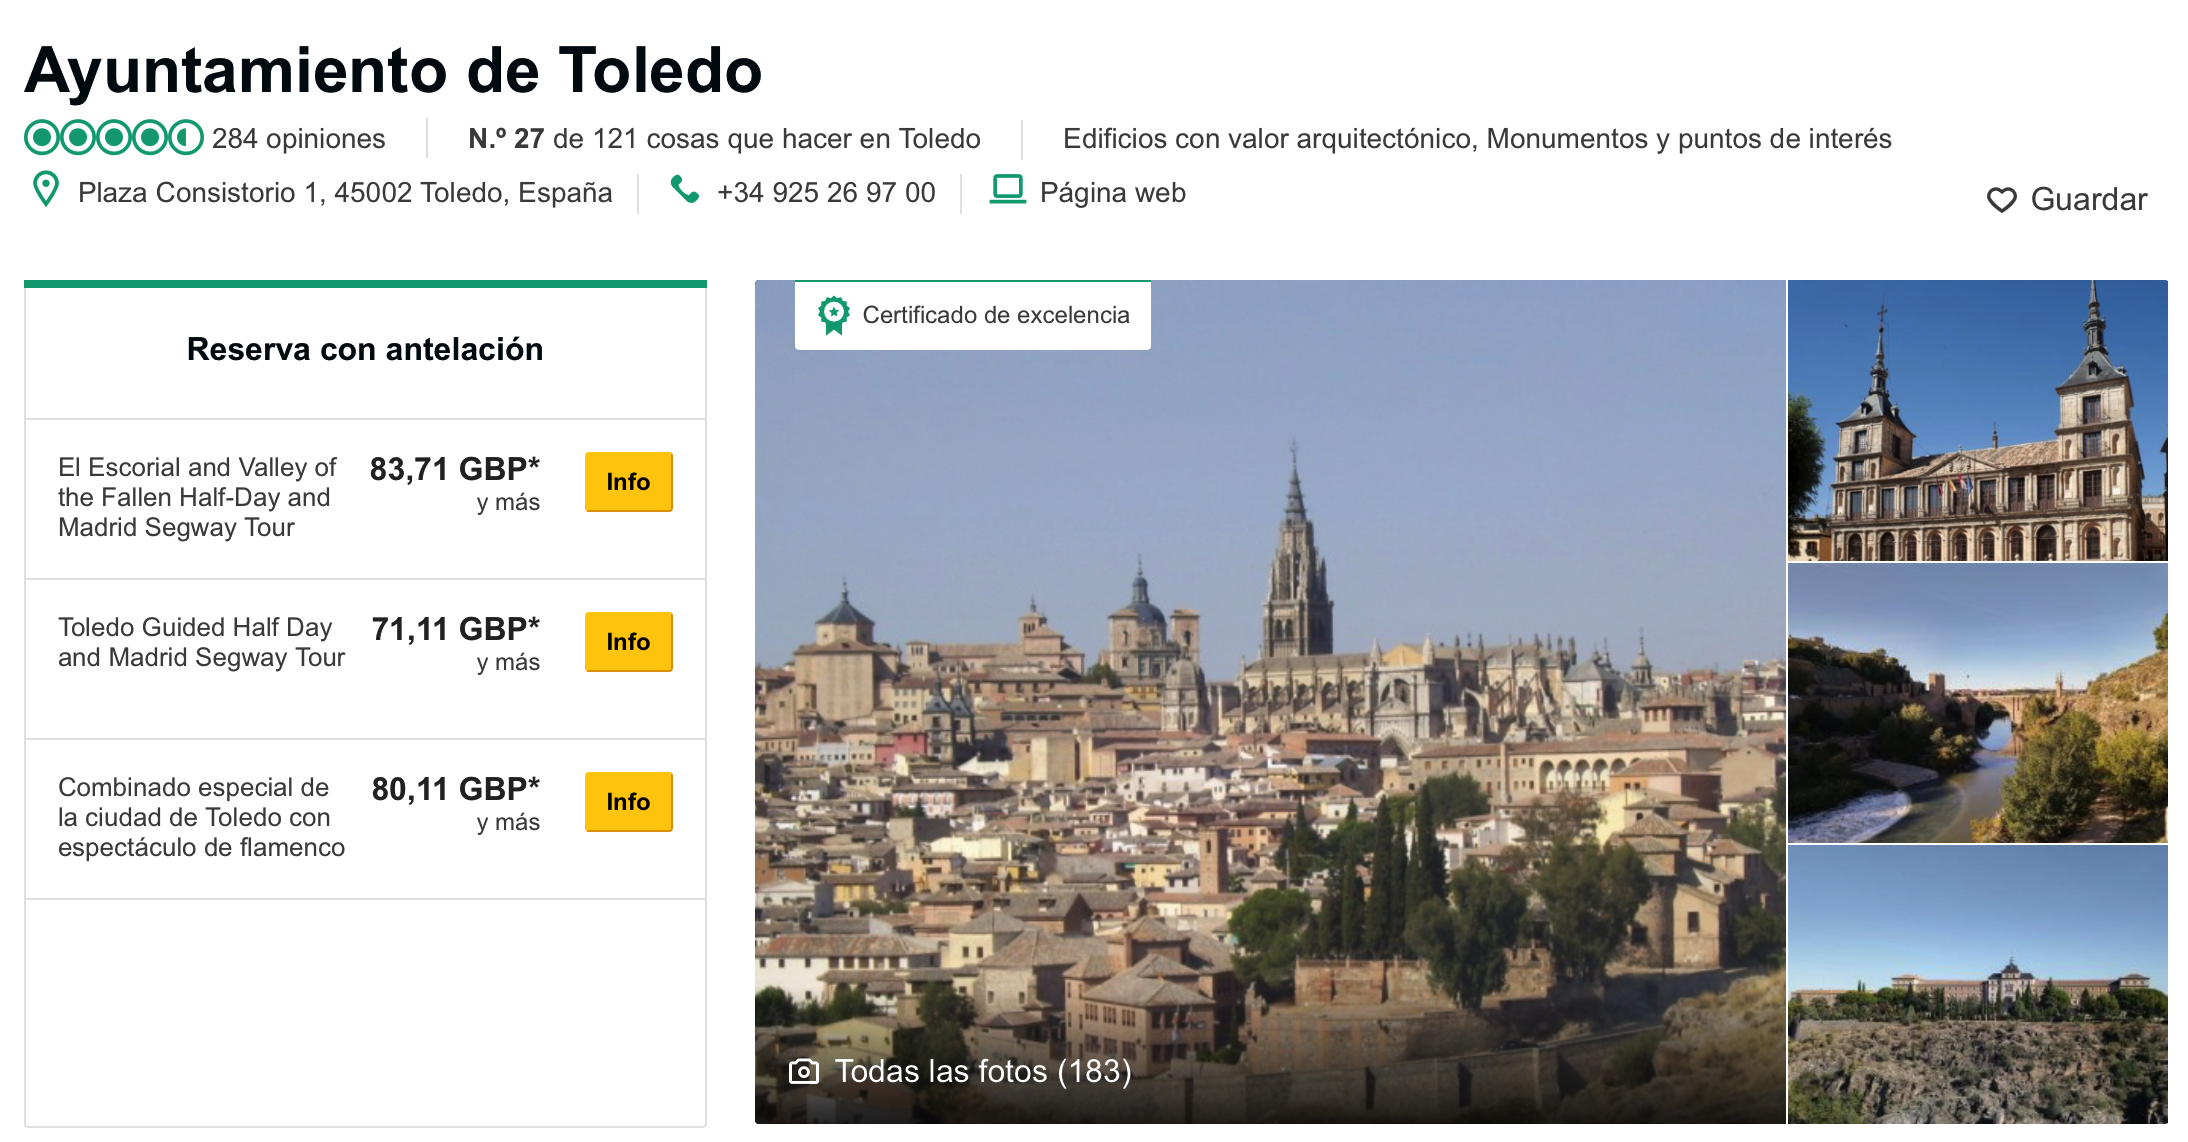 Ayuntamiento de Toledo
284 opiniones
N.º 27 de 121 cosas que hacer en Toledo
Edificios con valor arquitectónico, Monumentos y puntos de interés
Plaza Consistorio 1, 45002 Toledo, España
+34 925 26 97 00
Página web
Guardar
Reserva con antelación
El Escorial and Valley of
the Fallen Half-Day and
Madrid Segway Tour
83,71 GBP*
y más
Info
Toledo Guided Half Day
and Madrid Segway Tour
71,11 GBP*
y más
Info
Combinado especial de
la ciudad de Toledo con
espectáculo de flamenco
80,11 GBP*
y más
Info
Certificado de excelencia
Todas las fotos (183)